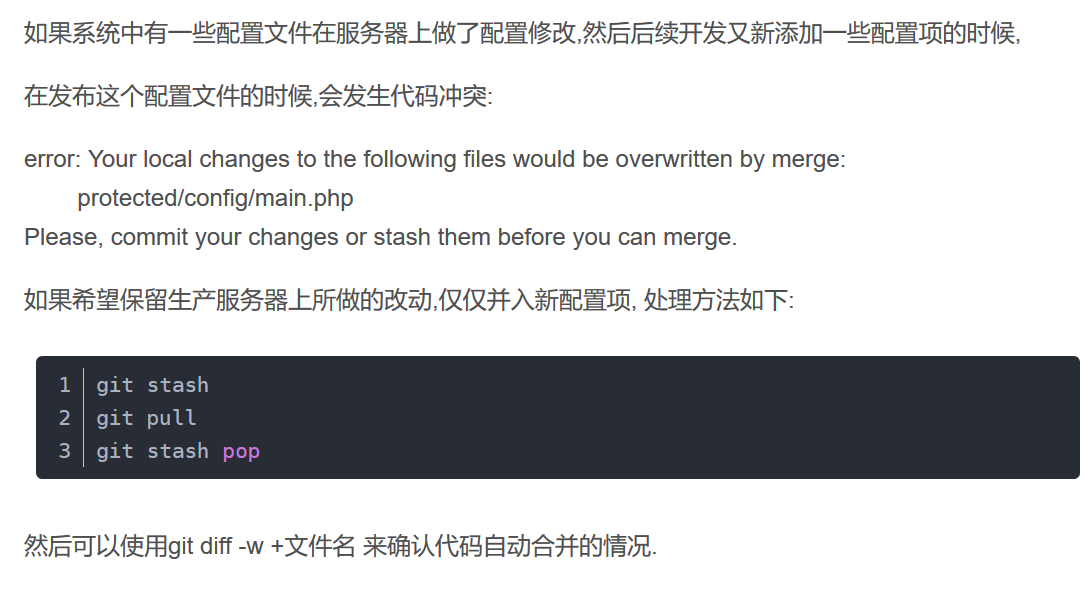 如果系统中有一些配置文件在服务器上做了配置修改,然后后续开发又新添加一些配置项的时候,
在发布这个配置文件的时候,会发生代码冲突:
error: Your local changes to the following files would be overwritten by merge:
protected/config/main.php
Please, commit your changes or stash them before you can merge.
如果希望保留生产服务器上所做的改动,仅仅并入新配置项, 处理方法如下:
1 git stash
2 git pull
3 git stash pop
然后可以使用git diff -w +文件名 来确认代码自动合并的情况.